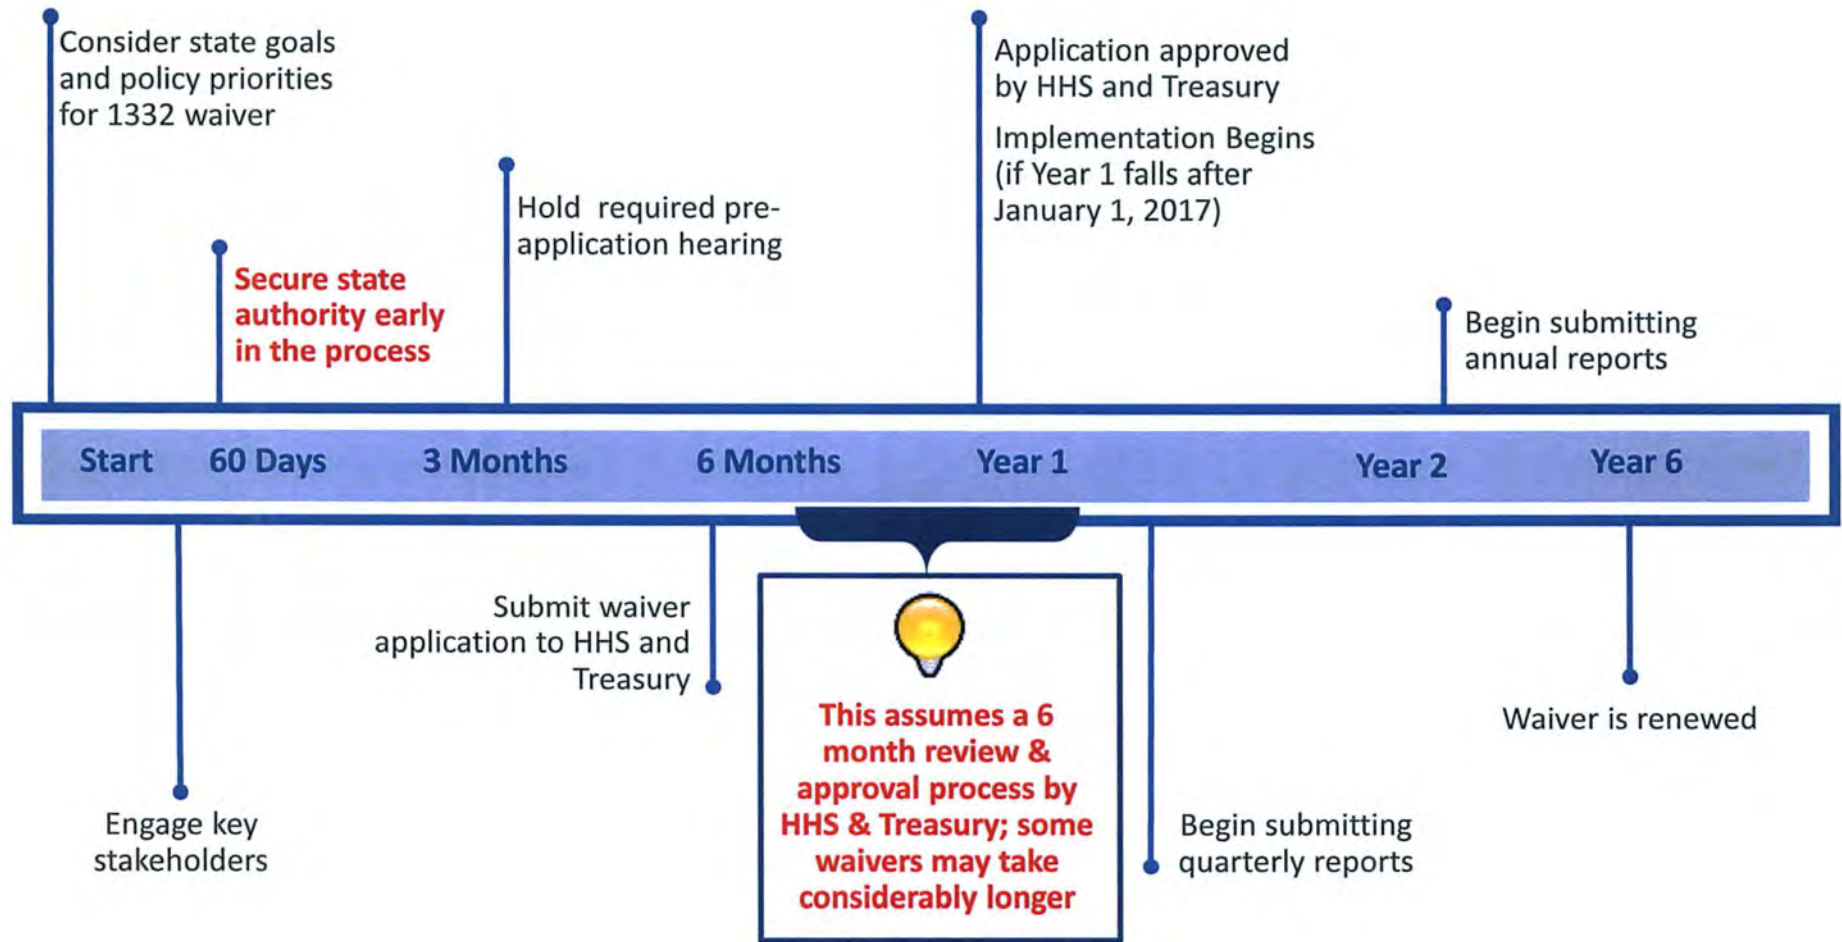 Consider state goals
and policy priorities
for 1332 waiver
Secure state
authority early
in the process
Hold required pre-
application hearing
Application approved
by HHS and Treasury
Implementation Begins
(if Year 1 falls after
January 1, 2017)
Begin submitting
annual reports
Start 60 Days 3 Months 6 Months Year 1 Year 2 Year 6
Engage key
stakeholders
Submit waiver
application to HHS and
Treasury
This assumes a 6
month review &
approval process by
HHS & Treasury; some
waivers may take
considerably longer
Begin submitting
quarterly reports
Waiver is renewed